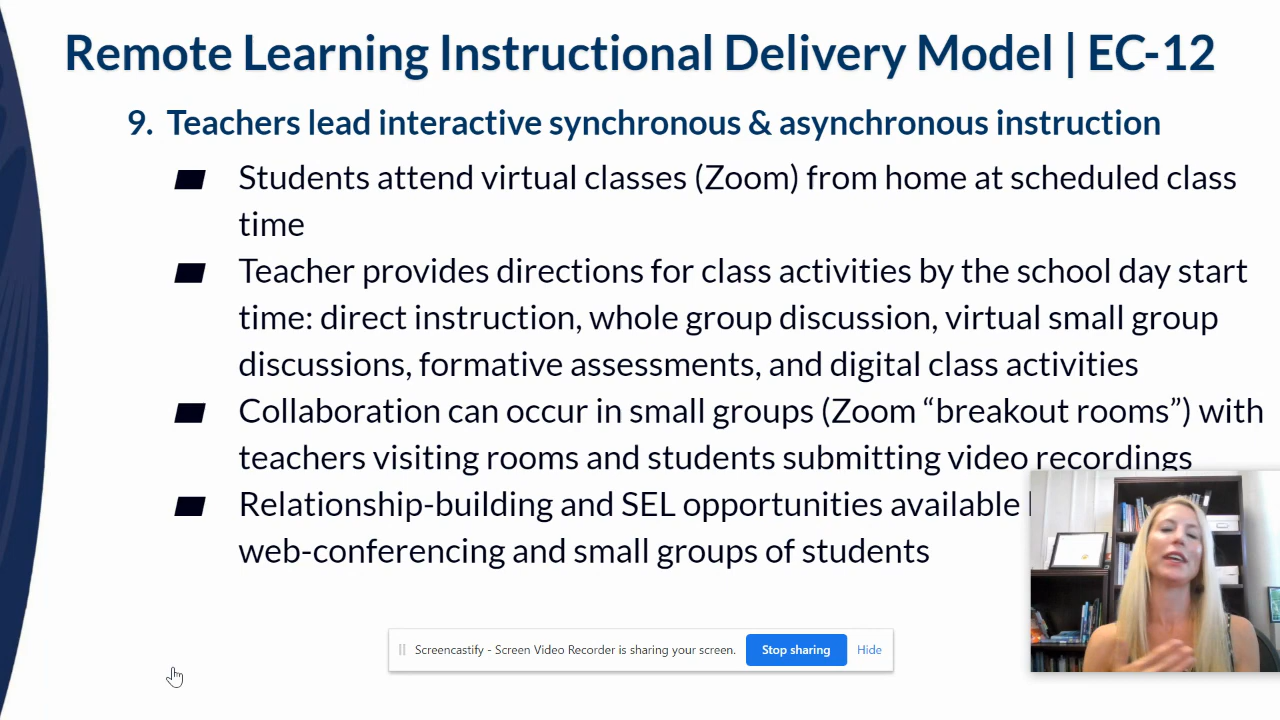 Remote Learning Instructional Delivery Model | EC-12
9. Teachers lead interactive synchronous & asynchronous instruction
Students attend virtual classes (Zoom) from home at scheduled class
time
Teacher provides directions for class activities by the school day start
time: direct instruction, whole group discussion, virtual small group
discussions, formative assessments, and digital class activities
Collaboration can occur in small groups (Zoom “breakout rooms”) with
teachers visiting rooms and students submitting video recordings
Relationship-building and SEL opportunities available
web-conferencing and small groups of students
Screencastify - Screen Video Recorder is sharing your screen. Stop sharing Hide